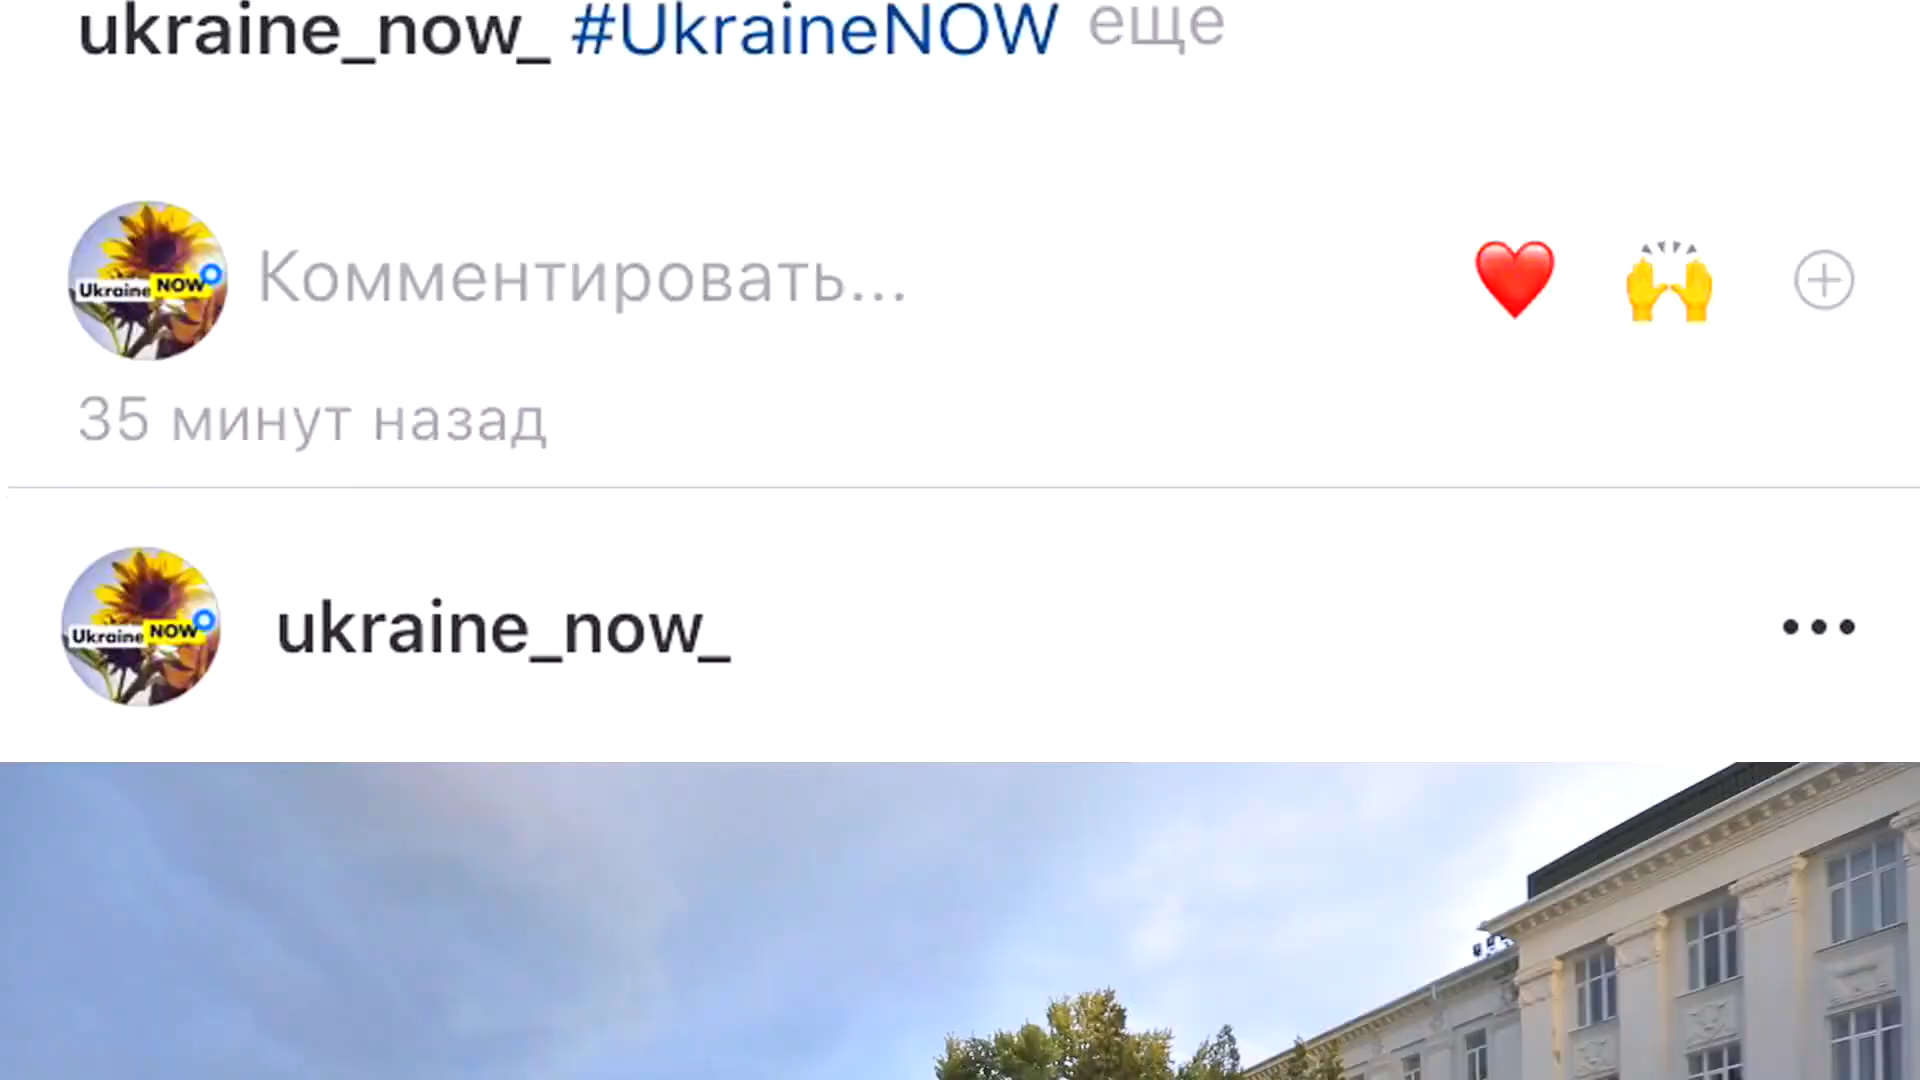 ukraine_now_ #UkraineNOW еще
Ukraine NOW
Комментировать...
35 минут назад
Ukraine NOW
ukraine_now_